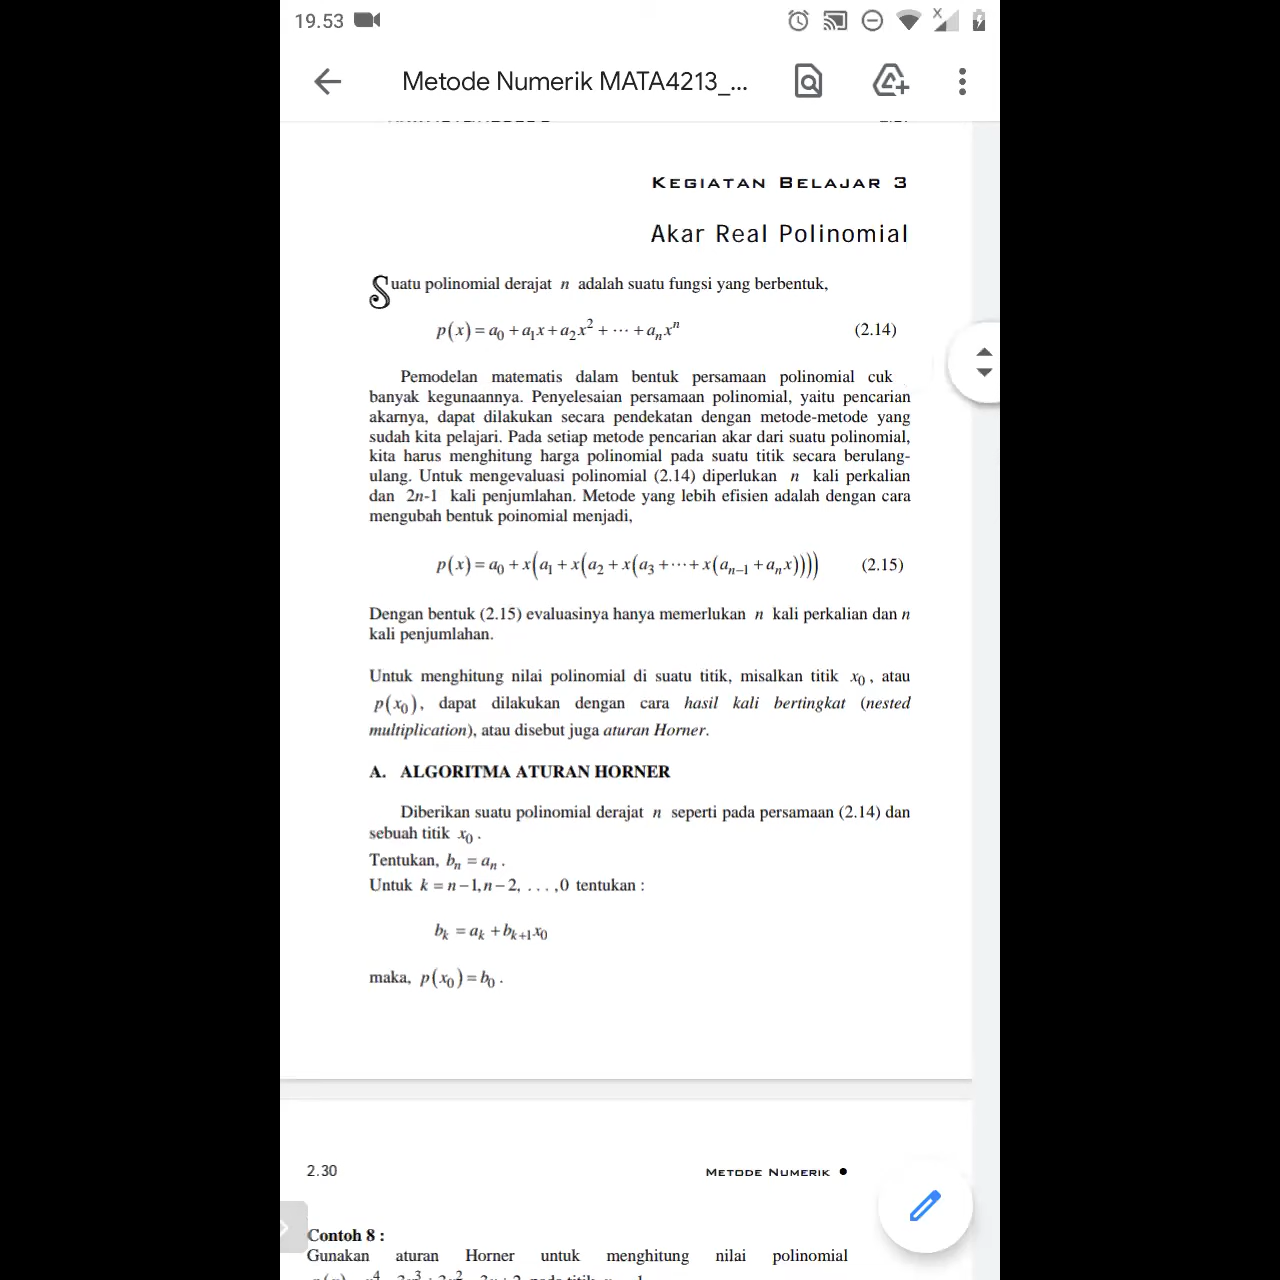 19.53
Metode Numerik MATA4213_...
KEGIATAN BELAJAR 3
Akar Real Polinomial
Suatu polinomial derajat n adalah suatu fungsi yang berbentuk,
p(x) = a₀ + a₁x + a₂x² + ⋯ + aₙxⁿ (2.14)
Pemodelan matematis dalam bentuk persamaan polinomial cuk
banyak kegunaannya. Penyelesaian persamaan polinomial, yaitu pencarian
akarnya, dapat dilakukan secara pendekatan dengan metode-metode yang
sudah kita pelajari. Pada setiap metode pencarian akar dari suatu polinomial,
kita harus menghitung harga polinomial pada suatu titik secara berulang-
ulang. Untuk mengevaluasi polinomial (2.14) diperlukan n kali perkalian
dan 2n-1 kali penjumlahan. Metode yang lebih efisien adalah dengan cara
mengubah bentuk poinomial menjadi,
p(x) = a₀ + x(a₁ + x(a₂ + x(a₃ + ⋯ + x(aₙ₋₁ + aₙx)))) (2.15)
Dengan bentuk (2.15) evaluasinya hanya memerlukan n kali perkalian dan n
kali penjumlahan.
Untuk menghitung nilai polinomial di suatu titik, misalkan titik x₀, atau
p(x₀), dapat dilakukan dengan cara hasil kali bertingkat (nested
multiplication), atau disebut juga aturan Horner.
A. ALGORITMA ATURAN HORNER
Diberikan suatu polinomial derajat n seperti pada persamaan (2.14) dan
sebuah titik x₀.
Tentukan, bₙ = aₙ.
Untuk k = n−1, n−2, ...,0 tentukan :
bₖ = aₖ + bₖ₊₁x₀
maka, p(x₀) = b₀.
2.30 METODE NUMERIK ●
Contoh 8 :
Gunakan aturan Horner untuk menghitung nilai polinomial